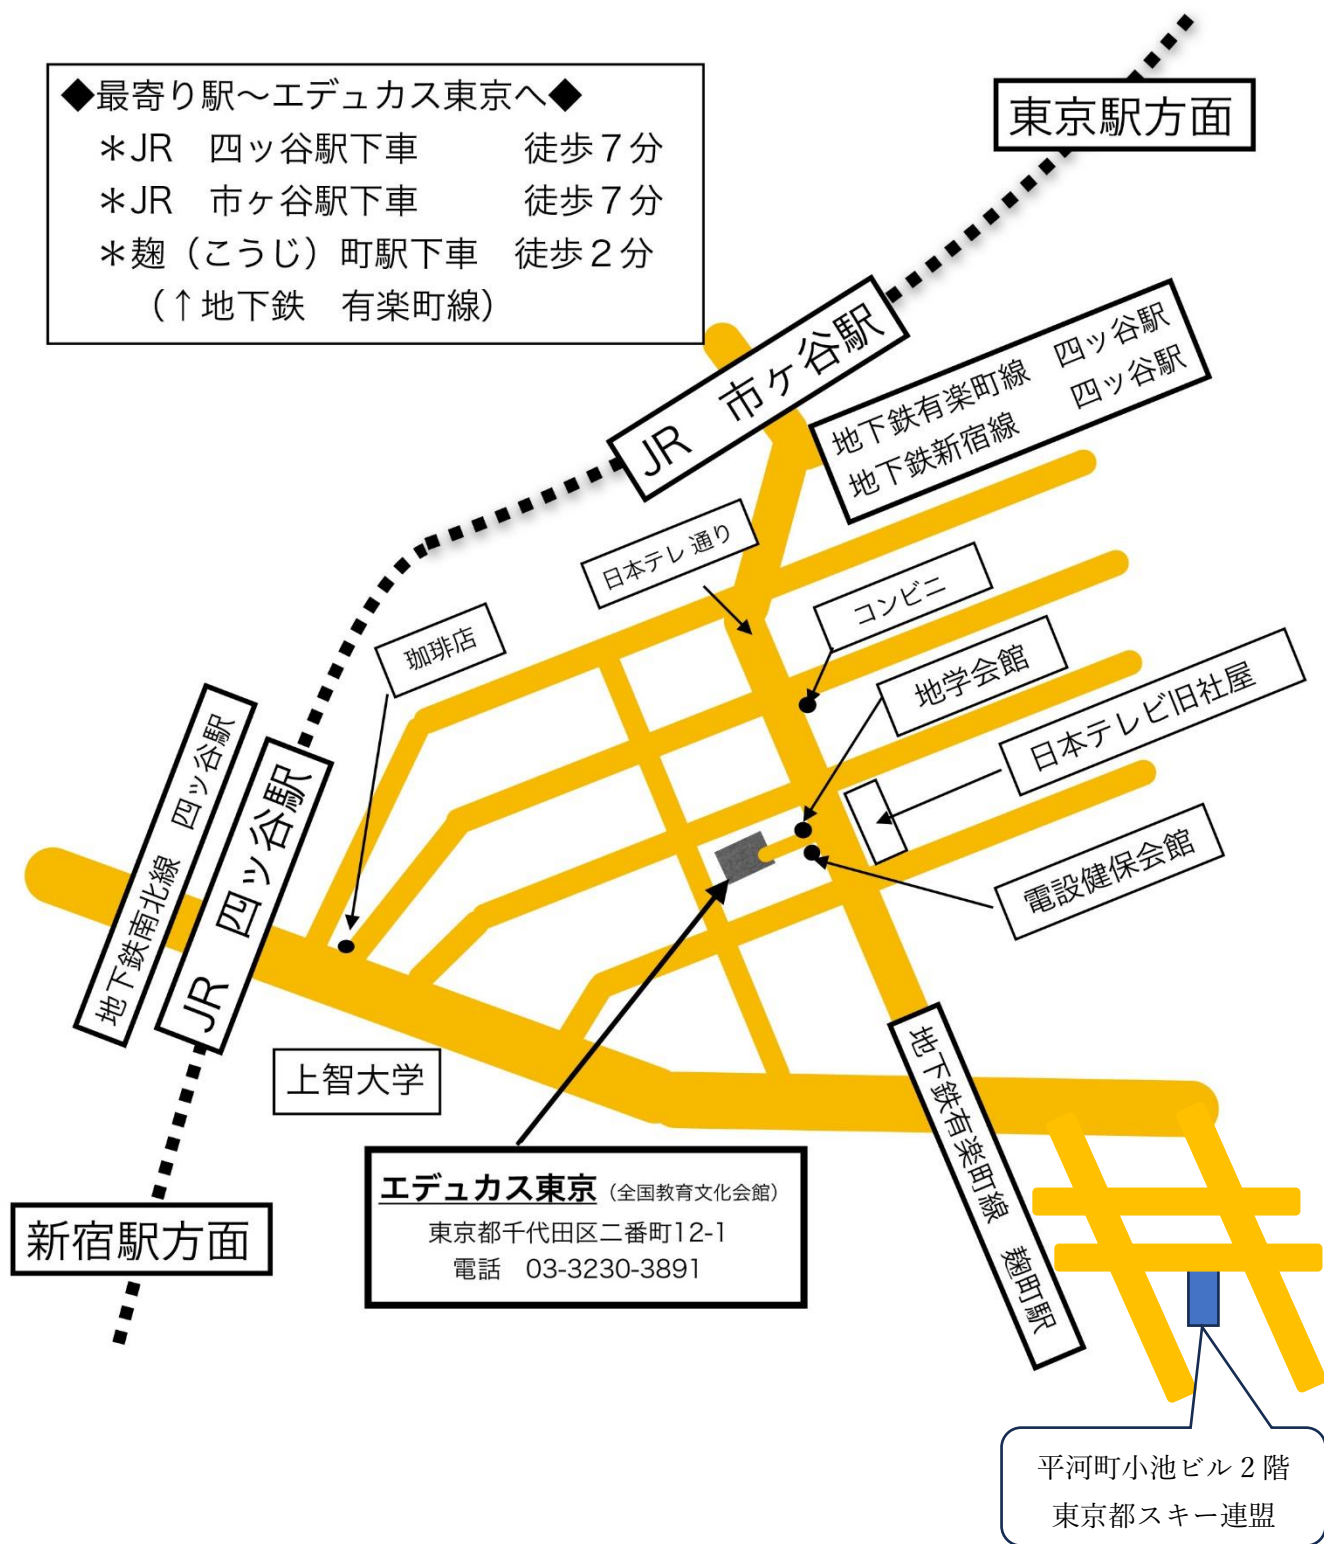 ◆最寄り駅～エデュカス東京へ◆
＊JR　四ッ谷駅下車　　　徒歩７分
＊JR　市ヶ谷駅下車　　　徒歩７分
＊麹（こうじ）町駅下車　徒歩２分
（↑地下鉄　有楽町線）
東京駅方面
JR　市ヶ谷駅
地下鉄有楽町線　四ッ谷駅
地下鉄新宿線　　四ッ谷駅
日本テレ通り
コンビニ
珈琲店
地学会館
日本テレビ旧社屋
電設健保会館
地下鉄南北線　四ッ谷駅
JR　四ッ谷駅
上智大学
地下鉄有楽町線　麹町駅
エデュカス東京（全国教育文化会館）
東京都千代田区二番町12-1
電話　03-3230-3891
新宿駅方面
平河町小池ビル２階
東京都スキー連盟